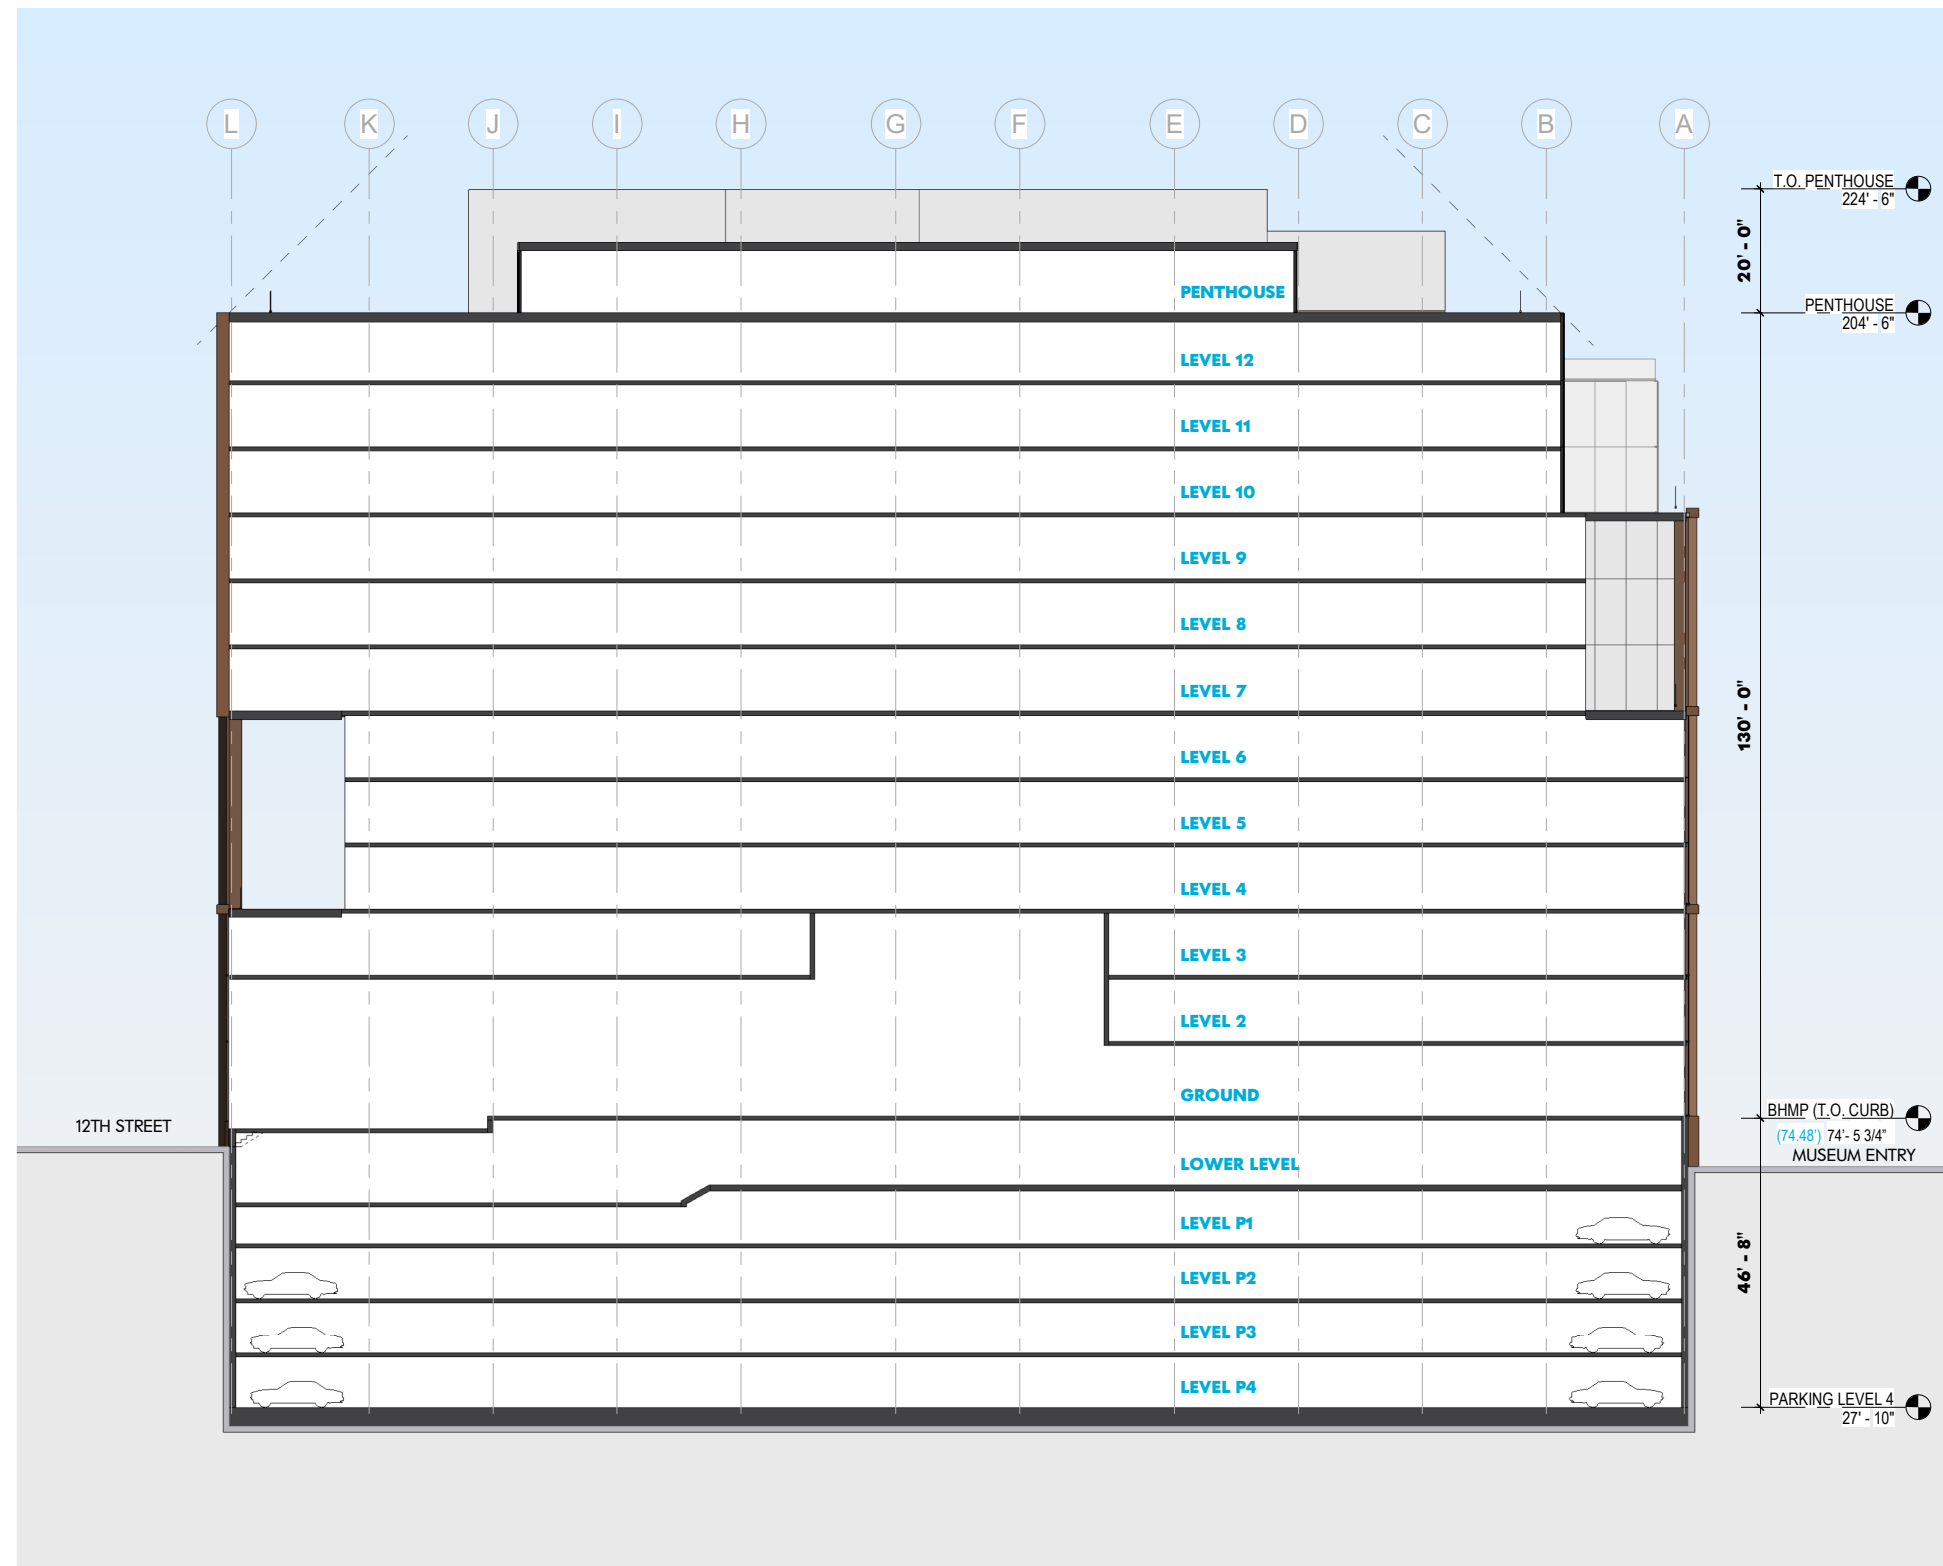 L K J I H G F E D C B A
T.O. PENTHOUSE
224' - 6"
20' - 0"
PENTHOUSE
PENTHOUSE
204' - 6"
LEVEL 12
LEVEL 11
LEVEL 10
LEVEL 9
LEVEL 8
LEVEL 7
130' - 0"
LEVEL 6
LEVEL 5
LEVEL 4
LEVEL 3
LEVEL 2
GROUND
12TH STREET
BHMP (T.O. CURB)
(74.48') 74'- 5 3/4"
MUSEUM ENTRY
LOWER LEVEL
LEVEL P1
46' - 8"
LEVEL P2
LEVEL P3
LEVEL P4
PARKING LEVEL 4
27' - 10"